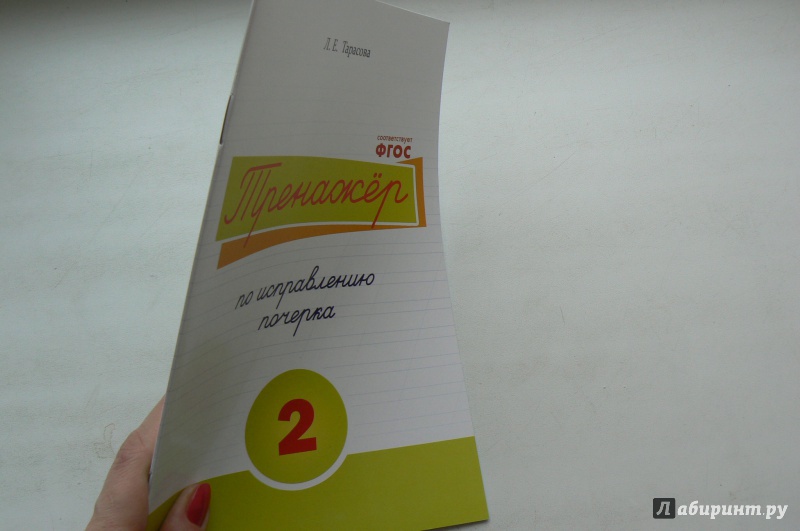 Л. Е. Тарасова
соответствует
ФГОС
Тренажёр
по исправлению
почерка
2
Лабиринт.ру